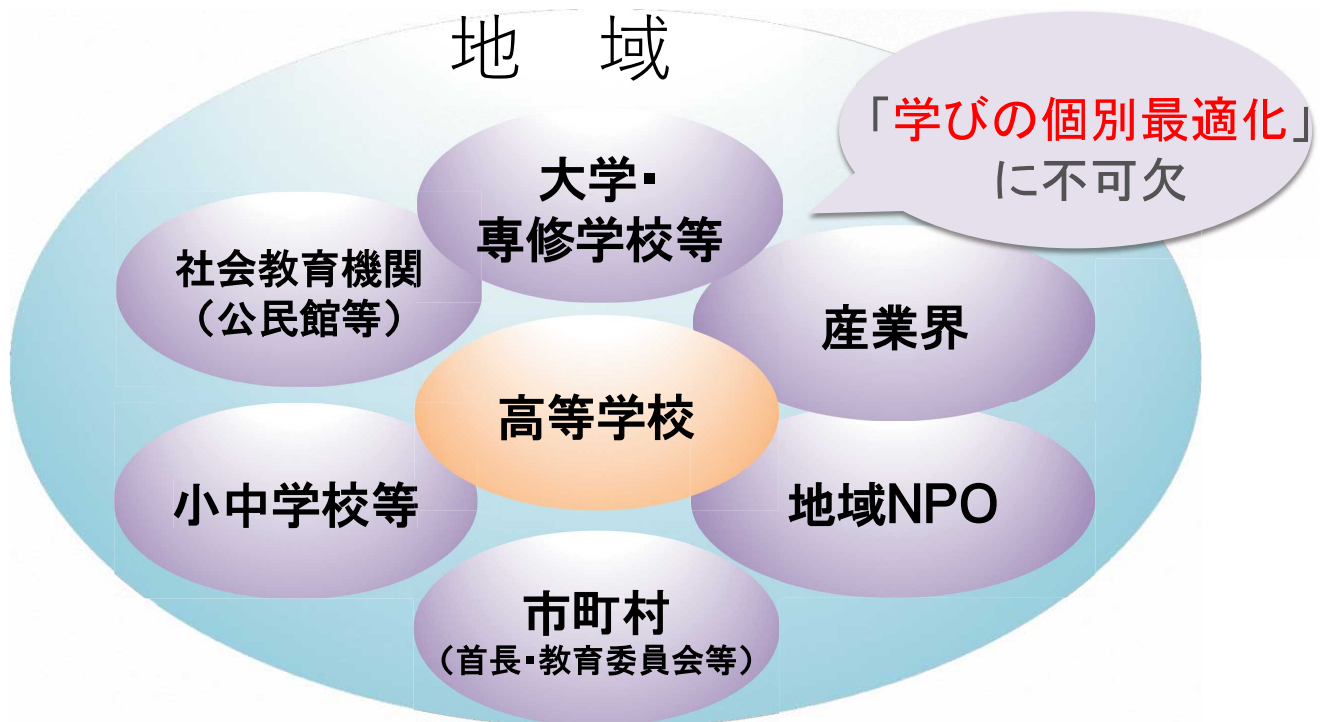 地　域
「学びの個別最適化」
に不可欠
大学・
専修学校等
社会教育機関
（公民館等）
産業界
高等学校
小中学校等
地域NPO
市町村
（首長・教育委員会等）